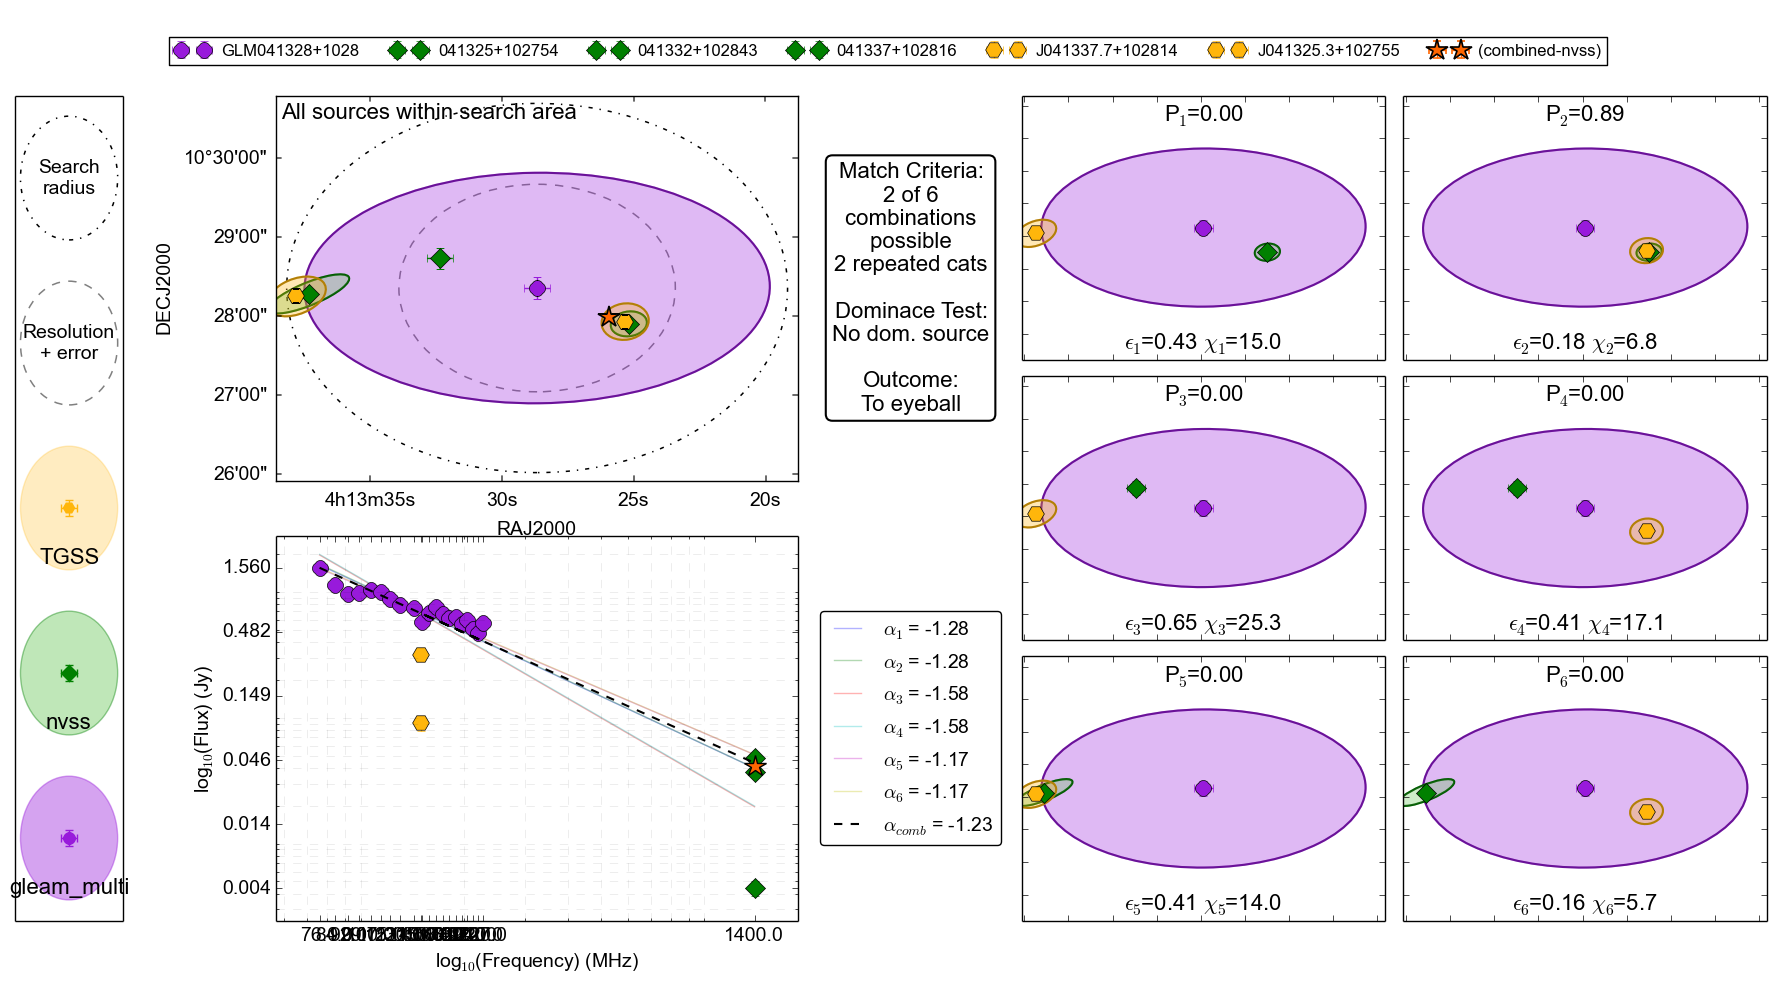 GLM041328+1028 041325+102754 041332+102843 041337+102816 J041337.7+102814 J041325.3+102755 (combined-nvss)
Search
radius
Resolution
+ error
TGSS
nvss
gleam_multi
All sources within search area
DECJ2000
10°30'00"
29'00"
28'00"
27'00"
26'00"
4h13m35s 30s 25s 20s
RAJ2000
Match Criteria:
2 of 6
combinations
possible
2 repeated cats
Dominace Test:
No dom. source
Outcome:
To eyeball
log10(Flux) (Jy)
1.560
0.482
0.149
0.046
0.014
0.004
1400.0
log10(Frequency) (MHz)
α1 = -1.28
α2 = -1.28
α3 = -1.58
α4 = -1.58
α5 = -1.17
α6 = -1.17
αcomb = -1.23
P1=0.00
ϵ1=0.43 χ1=15.0
P2=0.89
ϵ2=0.18 χ2=6.8
P3=0.00
ϵ3=0.65 χ3=25.3
P4=0.00
ϵ4=0.41 χ4=17.1
P5=0.00
ϵ5=0.41 χ5=14.0
P6=0.00
ϵ6=0.16 χ6=5.7